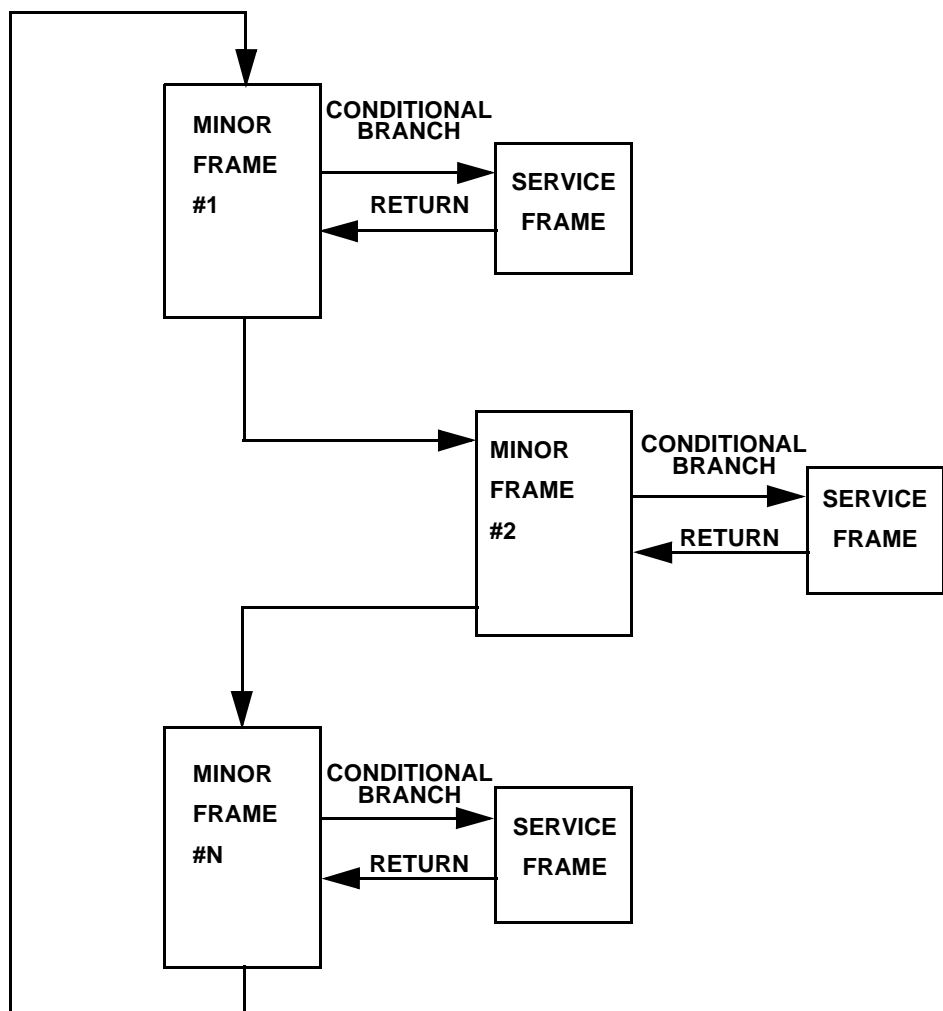 MINOR
FRAME
#1
CONDITIONAL
BRANCH
RETURN
SERVICE
FRAME
MINOR
FRAME
#2
CONDITIONAL
BRANCH
RETURN
SERVICE
FRAME
MINOR
FRAME
#N
CONDITIONAL
BRANCH
RETURN
SERVICE
FRAME